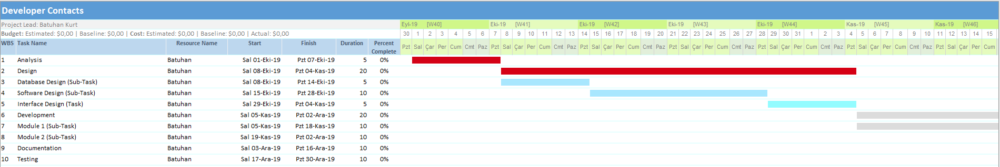 Developer Contacts
Project Lead: Batuhan Kurt
Eyl-19 [W40] Eki-19 [W41] Eki-19 [W42] Eki-19 [W43] Eki-19 [W44] Kas-19 [W45] Kas-19 [W46]
Budget: Estimated: $0,00 | Baseline: $0,00 | Cost: Estimated: $0,00 | Baseline: $0,00 | Actual: $0,00
30 1 2 3 4 5 6 7 8 9 10 11 12 13 14 15 16 17 18 19 20 21 22 23 24 25 26 27 28 29 30 31 1 2 3 4 5 6 7 8 9 10 11 12 13 14 15
WBS Task Name Resource Name Start Finish Duration Percent Complete
Pzt Sal Çar Per Cum Cmt Paz Pzt Sal Çar Per Cum Cmt Paz Pzt Sal Çar Per Cum Cmt Paz Pzt Sal Çar Per Cum Cmt Paz Pzt Sal Çar Per Cum Cmt Paz Pzt Sal Çar Per Cum Cmt Paz Pzt Sal Çar Per Cum
1 Analysis Batuhan Sal 01-Eki-19 Pzt 07-Eki-19 5 0%
2 Design Batuhan Sal 08-Eki-19 Pzt 04-Kas-19 20 0%
3 Database Design (Sub-Task) Batuhan Sal 08-Eki-19 Pzt 14-Eki-19 5 0%
4 Software Design (Sub-Task) Batuhan Sal 15-Eki-19 Pzt 28-Eki-19 10 0%
5 Interface Design (Task) Batuhan Sal 29-Eki-19 Pzt 04-Kas-19 5 0%
6 Development Batuhan Sal 05-Kas-19 Pzt 02-Ara-19 20 0%
7 Module 1 (Sub-Task) Batuhan Sal 05-Kas-19 Pzt 18-Kas-19 10 0%
8 Module 2 (Sub-Task) Batuhan Sal 19-Kas-19 Pzt 02-Ara-19 10 0%
9 Documentation Batuhan Sal 03-Ara-19 Pzt 16-Ara-19 10 0%
10 Testing Batuhan Sal 17-Ara-19 Pzt 30-Ara-19 10 0%